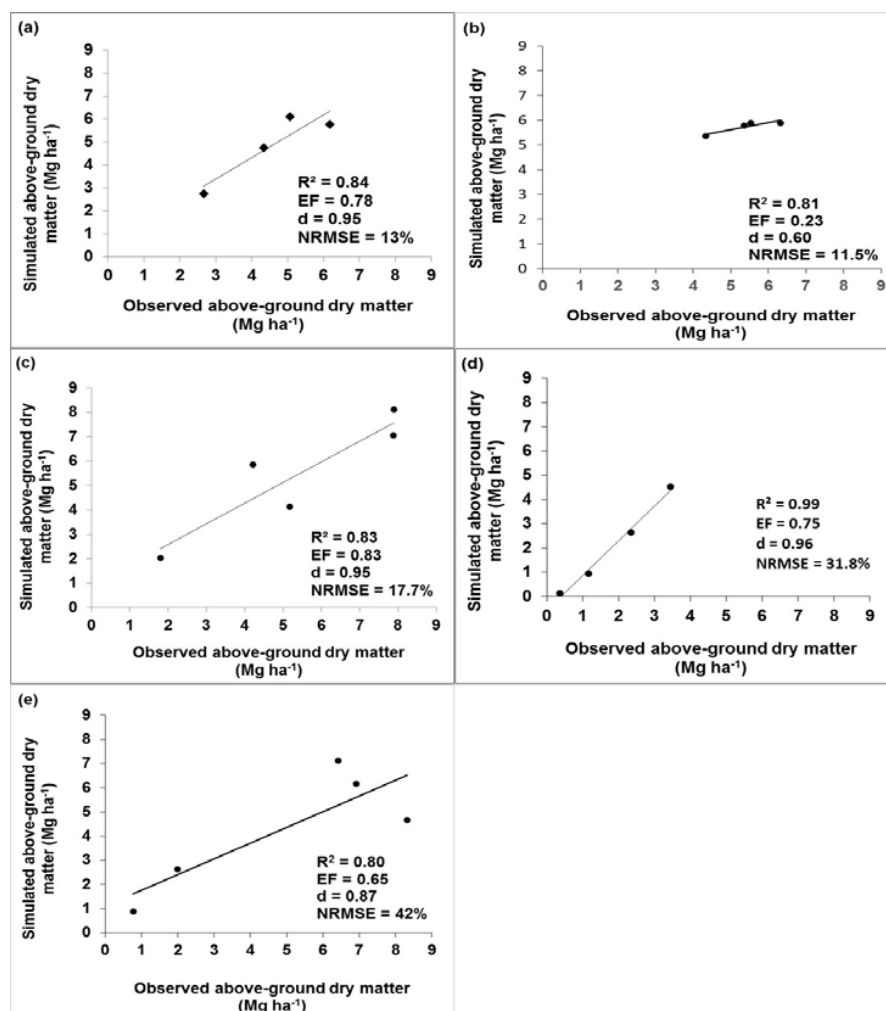 (a)
9
8
7
6
5
4
3
2
1
0
Simulated above-ground dry
matter (Mg ha⁻¹)
R² = 0.84
EF = 0.78
d = 0.95
NRMSE = 13%
0 1 2 3 4 5 6 7 8 9
Observed above-ground dry matter
(Mg ha⁻¹)
(b)
9
8
7
6
5
4
3
2
1
0
Simulated above-ground dry
matter (Mg ha⁻¹)
R² = 0.81
EF = 0.23
d = 0.60
NRMSE = 11.5%
0 1 2 3 4 5 6 7 8 9
Observed above-ground dry matter
(Mg ha⁻¹)
(c)
9
8
7
6
5
4
3
2
1
0
Simulated above-ground dry
matter (Mg ha⁻¹)
R² = 0.83
EF = 0.83
d = 0.95
NRMSE = 17.7%
0 1 2 3 4 5 6 7 8 9
Observed above-ground dry matter
(Mg ha⁻¹)
(d)
9
8
7
6
5
4
3
2
1
0
Simulated above-ground dry
matter (Mg ha⁻¹)
R² = 0.99
EF = 0.75
d = 0.96
NRMSE = 31.8%
0 1 2 3 4 5 6 7 8 9
Observed above-ground dry matter
(Mg ha⁻¹)
(e)
9
8
7
6
5
4
3
2
1
0
Simulated above-ground dry
matter (Mg ha⁻¹)
R² = 0.80
EF = 0.65
d = 0.87
NRMSE = 42%
0 1 2 3 4 5 6 7 8 9
Observed above-ground dry matter
(Mg ha⁻¹)